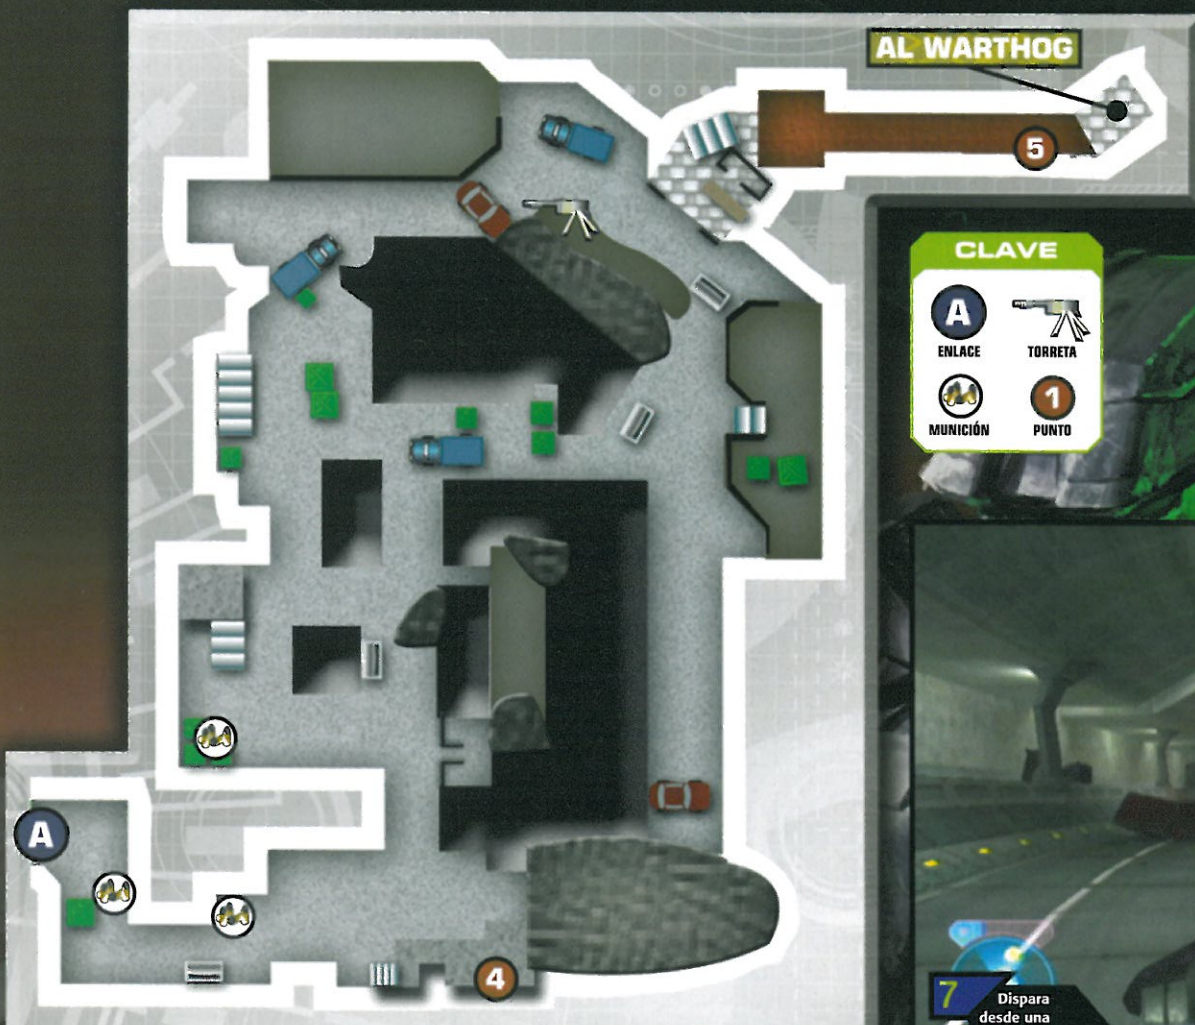 AL WARTHOG
5
CLAVE
A
ENLACE
TORRETA
MUNICIÓN
1
PUNTO
A
4
7
Dispara
desde una